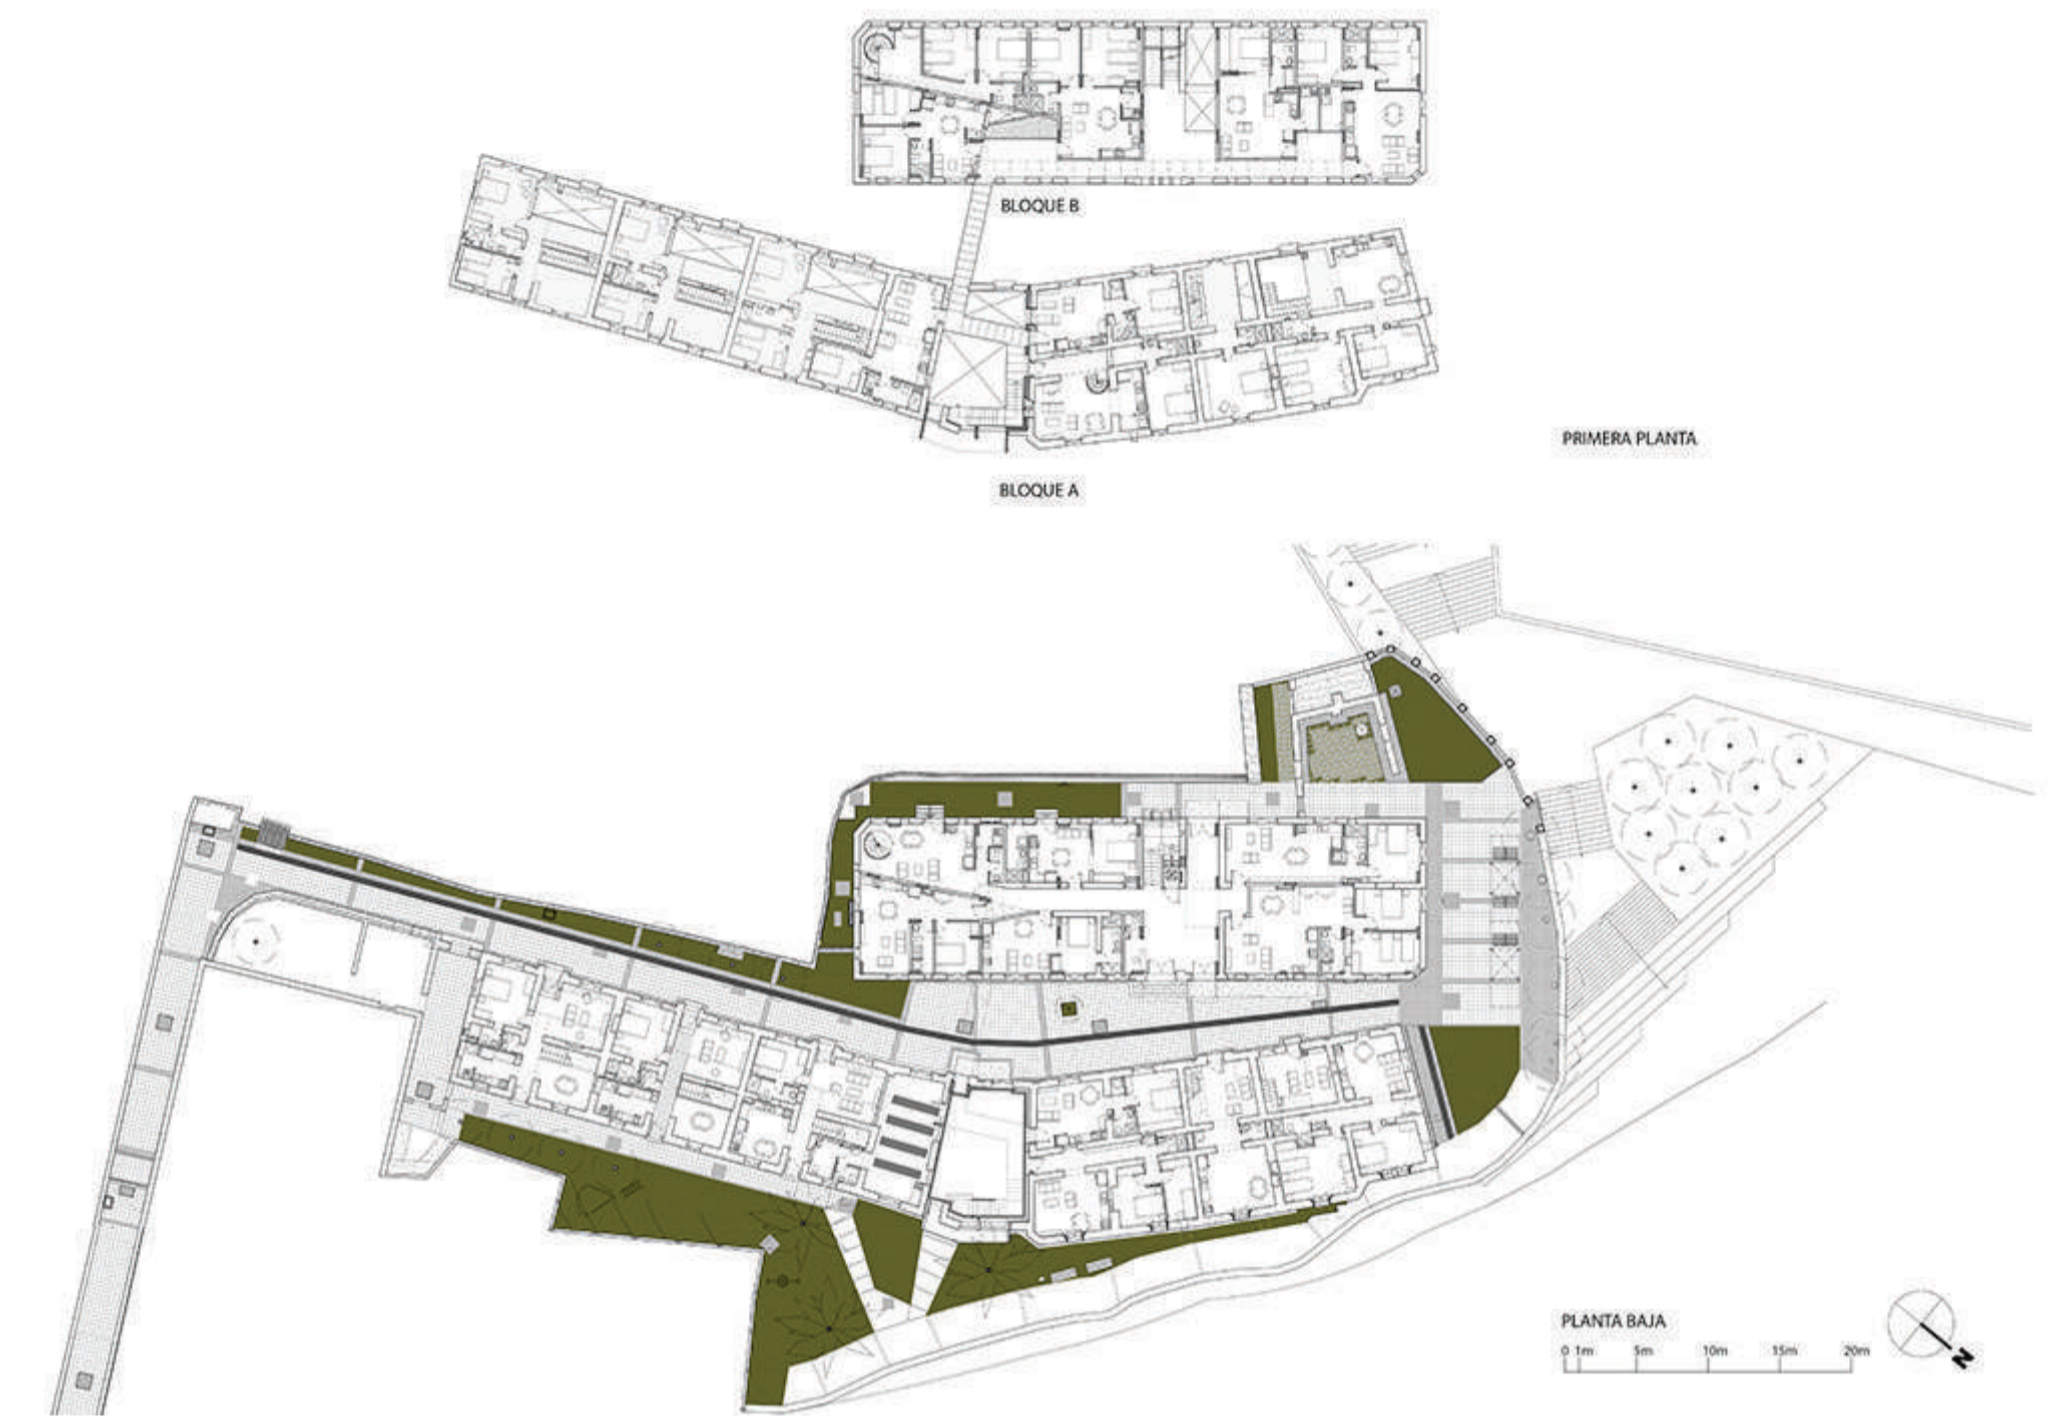 BLOQUE B
PRIMERA PLANTA
BLOQUE A
PLANTA BAJA
0 1m 5m 10m 15m 20m
N